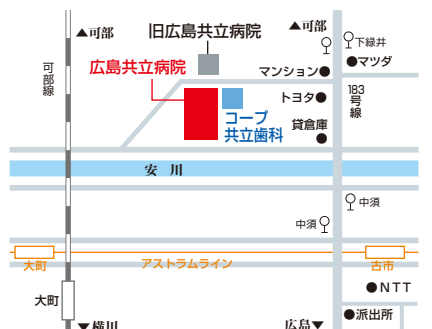 ▲可部
旧広島共立病院
▲可部
下緑井
広島共立病院
マンション●
●マツダ
可部線
トヨタ●
183号線
コープ
共立歯科
貸倉庫
●
安川
中須
中須
アストラムライン
大町
古市
●NTT
大町
●派出所
▼横川
広島▼